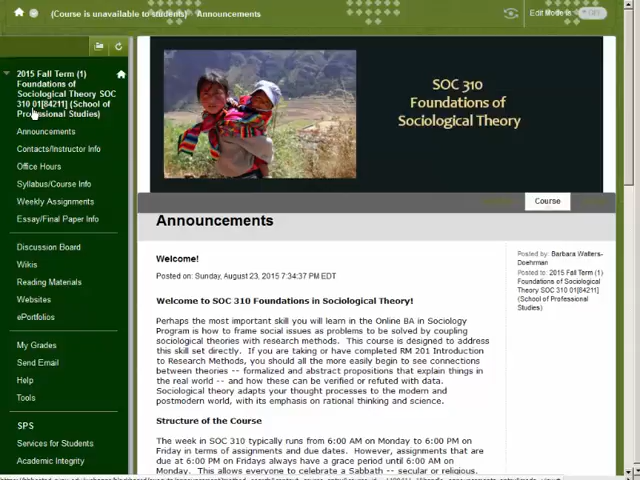 (Course is unavailable to students) Announcements
Edit Mode is:
2015 Fall Term (1)
Foundations of
Sociological Theory SOC
310 01[84211] (School of
Professional Studies)
Announcements
Contacts/Instructor Info
Office Hours
Syllabus/Course Info
Weekly Assignments
Essay/Final Paper Info
Discussion Board
Wikis
Reading Materials
Websites
ePortfolios
My Grades
Send Email
Help
Tools
SPS
Services for Students
Academic Integrity
SOC 310
Foundations of
Sociological Theory
Course
Announcements
Welcome!
Posted on: Sunday, August 23, 2015 7:34:37 PM EDT
Welcome to SOC 310 Foundations in Sociological Theory!
Perhaps the most important skill you will learn in the Online BA in Sociology
Program is how to frame social issues as problems to be solved by coupling
sociological theories with research methods. This course is designed to address
this skill set directly. If you are taking or have completed RM 201 Introduction
to Research Methods, you should all the more easily begin to see connections
between theories -- formalized and abstract propositions that explain things in
the real world -- and how these can be verified or refuted with data.
Sociological theory adapts your thought processes to the modern and
postmodern world, with its emphasis on rational thinking and science.
Structure of the Course
The week in SOC 310 typically runs from 6:00 AM on Monday to 6:00 PM on
Friday in terms of assignments and due dates. However, assignments that are
due at 6 PM on Fridays always have a grace period until 6:00 AM on
Monday. This allows everyone to celebrate a Sabbath -- secular or religious.
Posted by: Barbara Walters-
Doehrman
Posted to: 2015 Fall Term (1)
Foundations of Sociological
Theory SOC 310 01[84211]
(School of Professional
Studies)